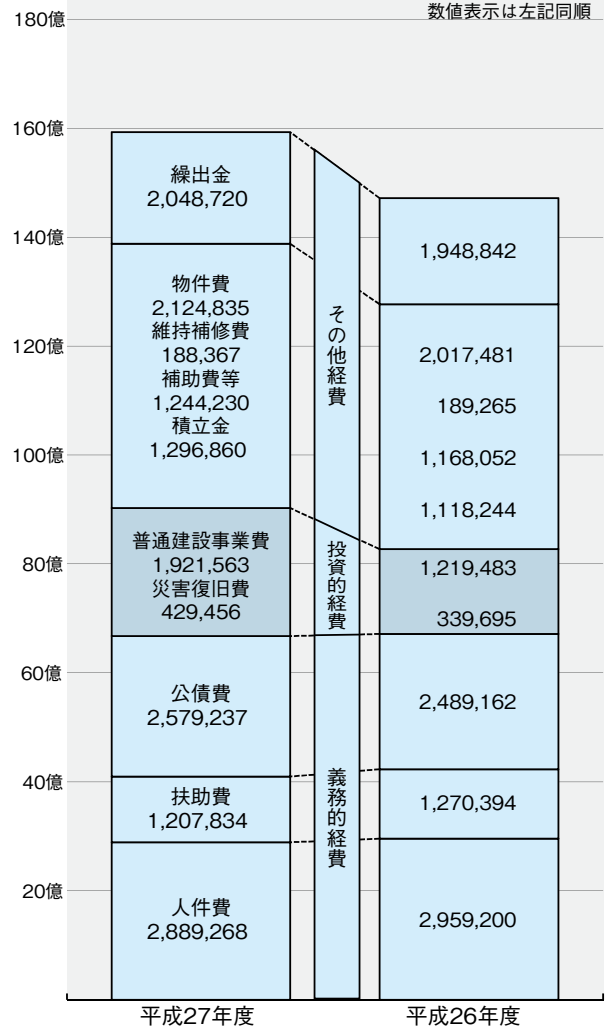 数値表示は左記同順
180億
160億
140億
120億
100億
80億
60億
40億
20億
繰出金
2,048,720
物件費
2,124,835
維持補修費
188,367
補助費等
1,244,230
積立金
1,296,860
普通建設事業費
1,921,563
災害復旧費
429,456
公債費
2,579,237
扶助費
1,207,834
人件費
2,889,268
その他経費
投資的経費
義務的経費
1,948,842
2,017,481
189,265
1,168,052
1,118,244
1,219,483
339,695
2,489,162
1,270,394
2,959,200
平成27年度
平成26年度